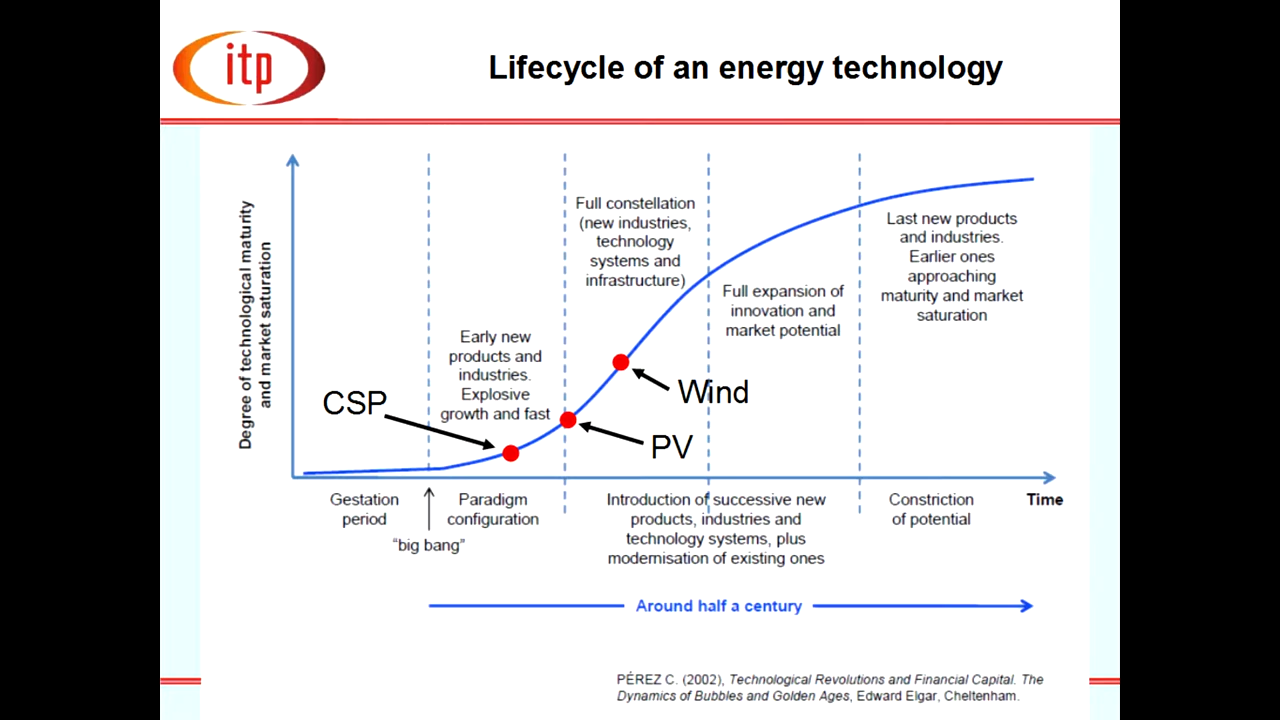 itp
Lifecycle of an energy technology
Degree of technological maturity
and market saturation
Full constellation
(new industries,
technology
systems and
infrastructure)
Last new products
and industries.
Earlier ones
approaching
maturity and market
saturation
Full expansion of
innovation and
market potential
Early new
products and
industries.
Explosive
growth and fast
CSP
Wind
PV
Gestation
period
"big bang"
Paradigm
configuration
Introduction of successive new
products, industries and
technology systems, plus
modernisation of existing ones
Constriction
of potential
Time
Around half a century
PÉREZ C. (2002), Technological Revolutions and Financial Capital. The
Dynamics of Bubbles and Golden Ages, Edward Elgar, Cheltenham.